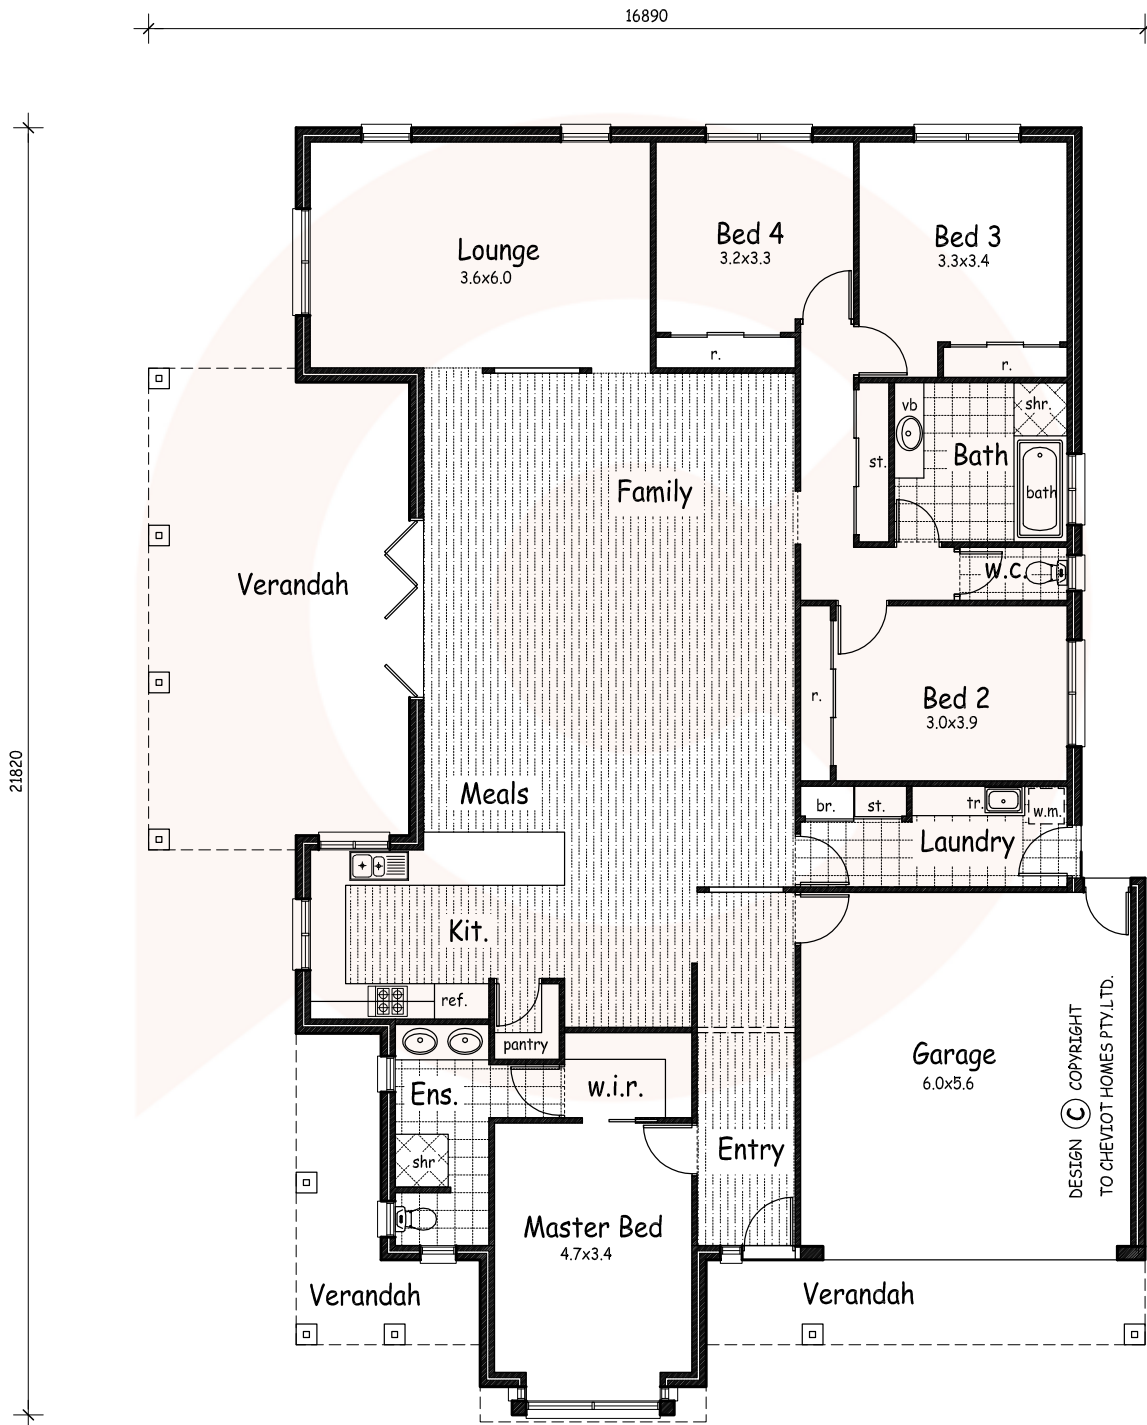 16890
21820
Lounge
3.6x6.0
Bed 4
3.2x3.3
Bed 3
3.3x3.4
r.
r.
vb
shr.
st.
Bath
bath
Family
Verandah
w.c.
r.
Bed 2
3.0x3.9
Meals
br.
st.
tr.
w.m.
Laundry
Kit.
ref.
pantry
Ens.
w.i.r.
shr
Entry
Garage
6.0x5.6
DESIGN C COPYRIGHT
TO CHEVIOT HOMES PTY.LTD.
Master Bed
4.7x3.4
Verandah
Verandah